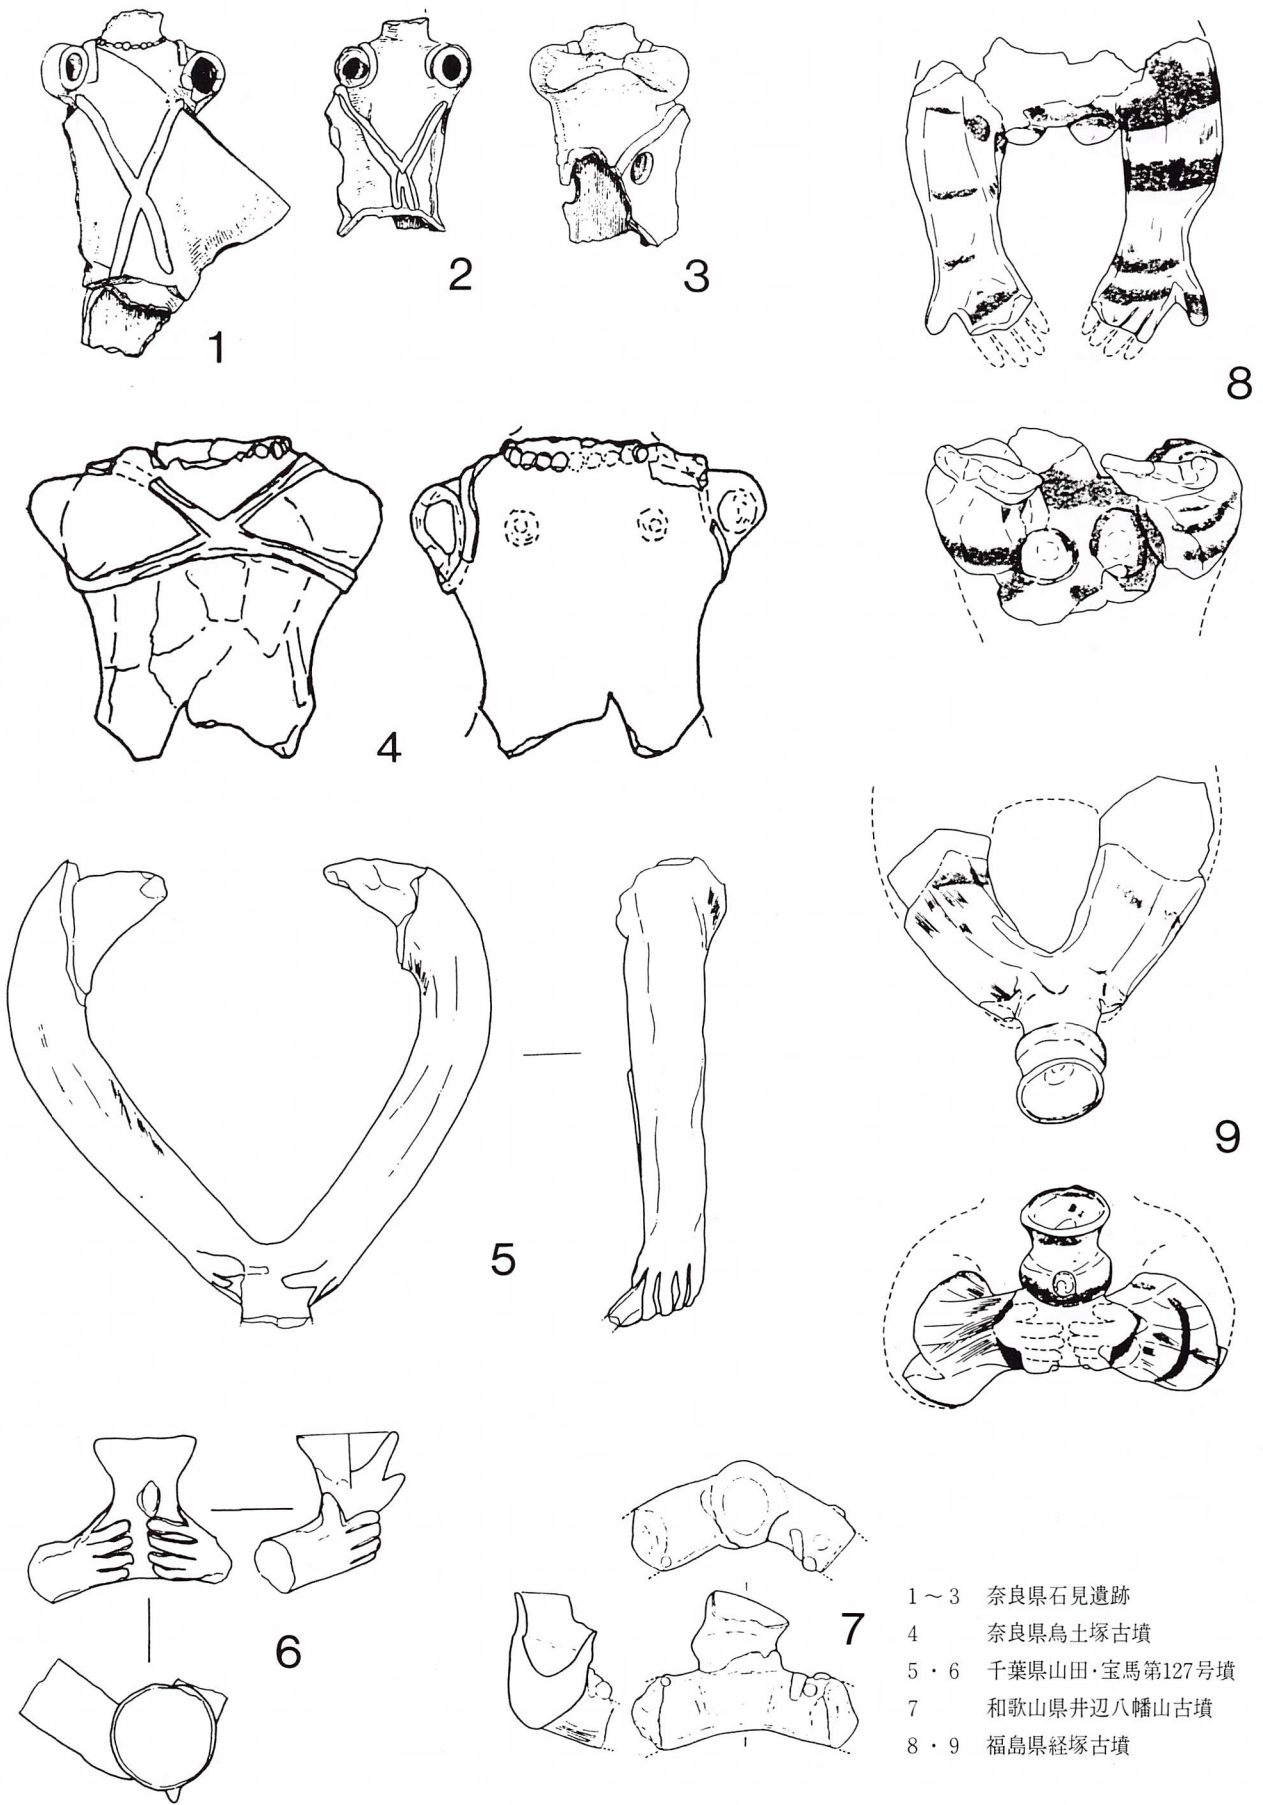 1
2
3
8
4
5
9
6
7
1～3 奈良県石見遺跡
4 奈良県烏土塚古墳
5・6 千葉県山田・宝馬第127号墳
7 和歌山県井辺八幡山古墳
8・9 福島県経塚古墳